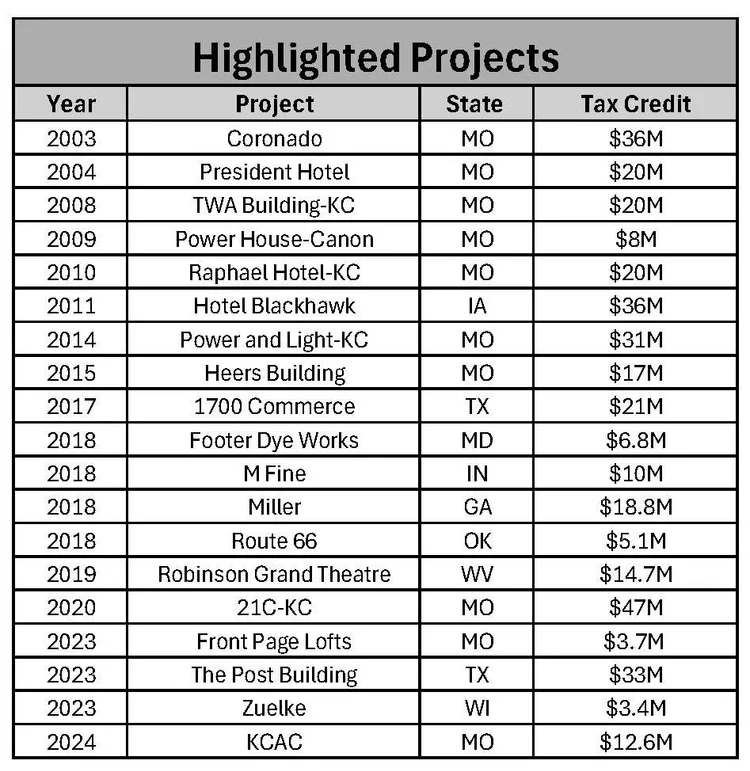 Highlighted Projects
Year Project State Tax Credit
2003 Coronado MO $36M
2004 President Hotel MO $20M
2008 TWA Building-KC MO $20M
2009 Power House-Canon MO $8M
2010 Raphael Hotel-KC MO $20M
2011 Hotel Blackhawk IA $36M
2014 Power and Light-KC MO $31M
2015 Heers Building MO $17M
2017 1700 Commerce TX $21M
2018 Footer Dye Works MD $6.8M
2018 M Fine IN $10M
2018 Miller GA $18.8M
2018 Route 66 OK $5.1M
2019 Robinson Grand Theatre WV $14.7M
2020 21C-KC MO $47M
2023 Front Page Lofts MO $3.7M
2023 The Post Building TX $33M
2023 Zuelke WI $3.4M
2024 KCAC MO $12.6M